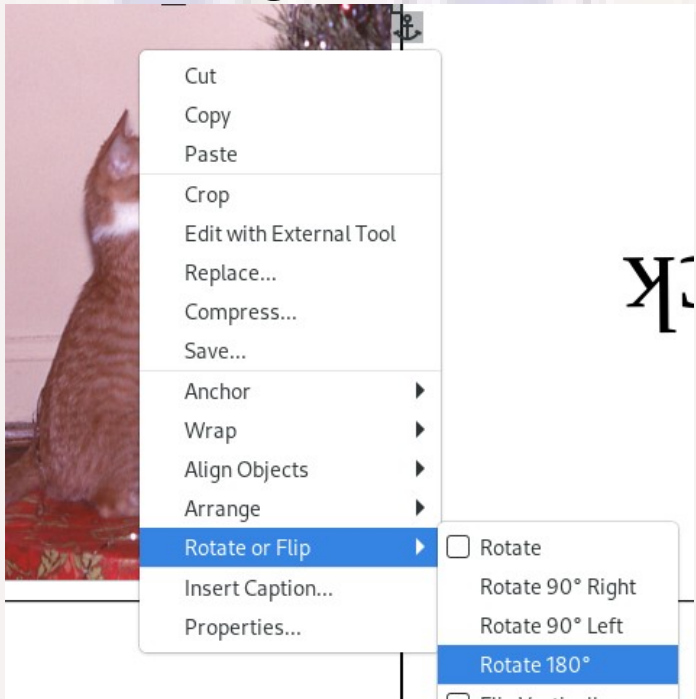 Cut
Copy
Paste
Crop
Edit with External Tool
Replace...
Compress...
Save...
Anchor
Wrap
Align Objects
Arrange
Rotate or Flip
Insert Caption...
Properties...
Rotate
Rotate 90° Right
Rotate 90° Left
Rotate 180°